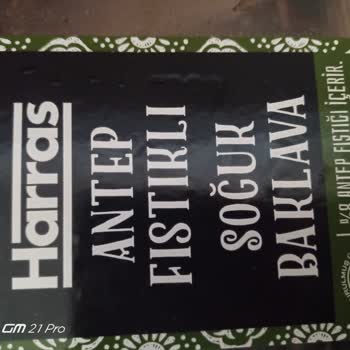 Harras
ANTEP
FISTIKLI
SOĞUK
BAKLAVA
ANTEP FISTIĞI İÇERİR.
GM 21 Pro